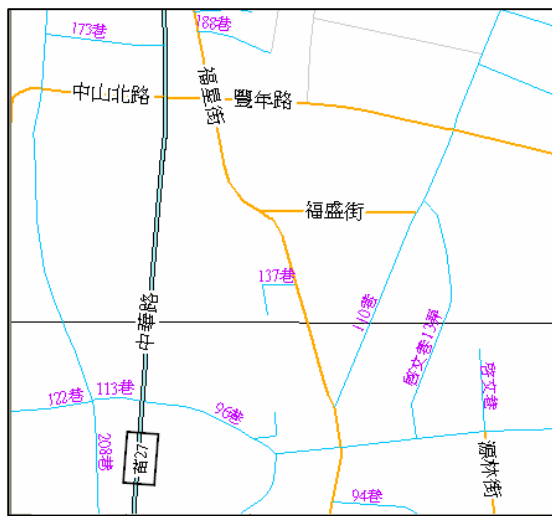 173巷
188巷
中山北路
福星街
豐年路
福盛街
137巷
中華路
110巷
啓文巷13弄
122巷
113巷
96巷
208巷
苗27
啓文巷
源林街
94巷